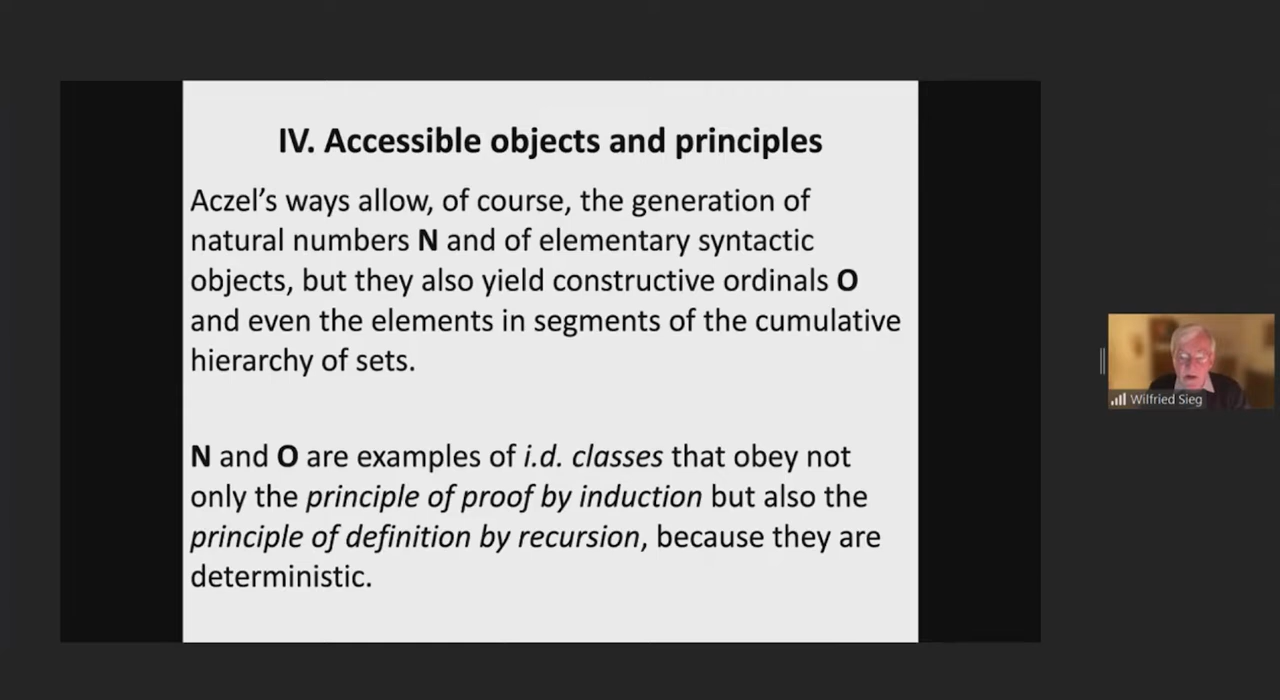 IV. Accessible objects and principles
Aczel’s ways allow, of course, the generation of
natural numbers N and of elementary syntactic
objects, but they also yield constructive ordinals O
and even the elements in segments of the cumulative
hierarchy of sets.
N and O are examples of i.d. classes that obey not
only the principle of proof by induction but also the
principle of definition by recursion, because they are
deterministic.
Wilfried Sieg